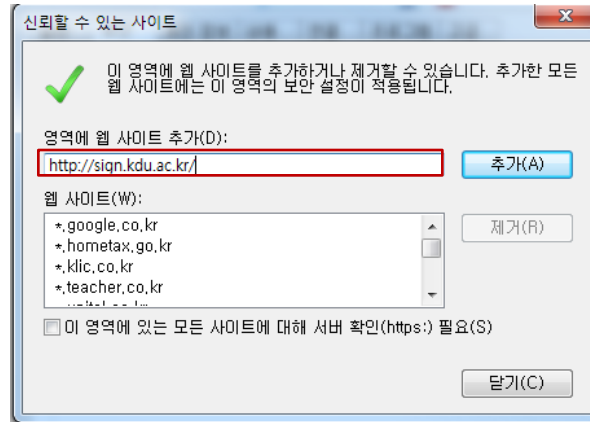 신뢰할 수 있는 사이트
이 영역에 웹 사이트를 추가하거나 제거할 수 있습니다. 추가한 모든
웹 사이트에는 이 영역의 보안 설정이 적용됩니다.
영역에 웹 사이트 추가(D):
http://sign.kdu.ac.kr/
추가(A)
웹 사이트(W):
*.google.co.kr
제거(R)
*.hometax.go.kr
*.klic.co.kr
*.teacher.co.kr
이 영역에 있는 모든 사이트에 대해 서버 확인(https:) 필요(S)
닫기(C)